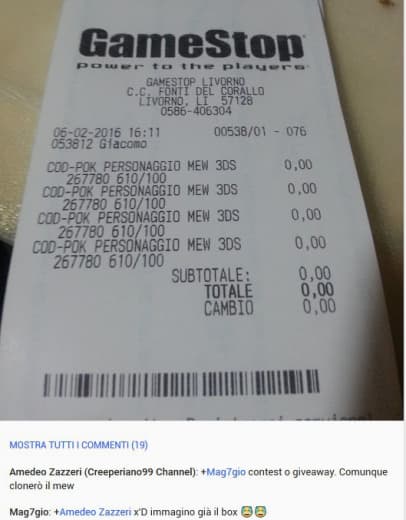 GameStop
power to the players
GAMESTOP LIVORNO
C.C. FONTI DEL CORALLO
LIVORNO, LI 57128
0586-406304
06-02-2016 16:11 00538/01 - 076
053812 Giacomo
COD-POK PERSONAGGIO MEW 3DS 0,00
267780 610/100
COD-POK PERSONAGGIO MEW 3DS 0,00
267780 610/100
COD-POK PERSONAGGIO MEW 3DS 0,00
267780 610/100
COD-POK PERSONAGGIO MEW 3DS 0,00
267780 610/100
SUBTOTALE: 0,00
TOTALE 0,00
CAMBIO 0,00
MOSTRA TUTTI I COMMENTI (19)
Amedeo Zazzeri (Creeperiano99 Channel): +Mag7gio contest o giveaway. Comunque
clonerò il mew
Mag7gio: +Amedeo Zazzeri x'D immagino già il box 😨😨